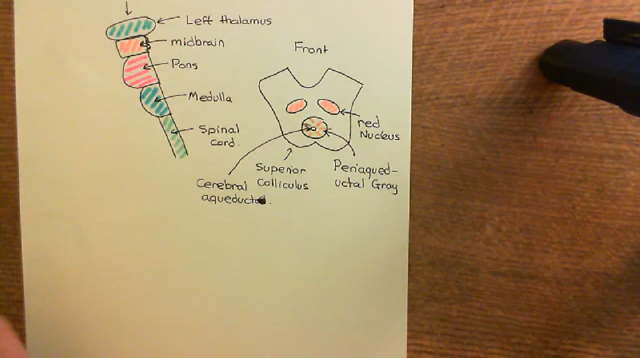 Left thalamus
midbrain
Pons
Medulla
Spinal
cord.
Front
red
Nucleus
Periaqued-
uctal Gray
Superior
Colliculus
Cerebral
aqueduct.